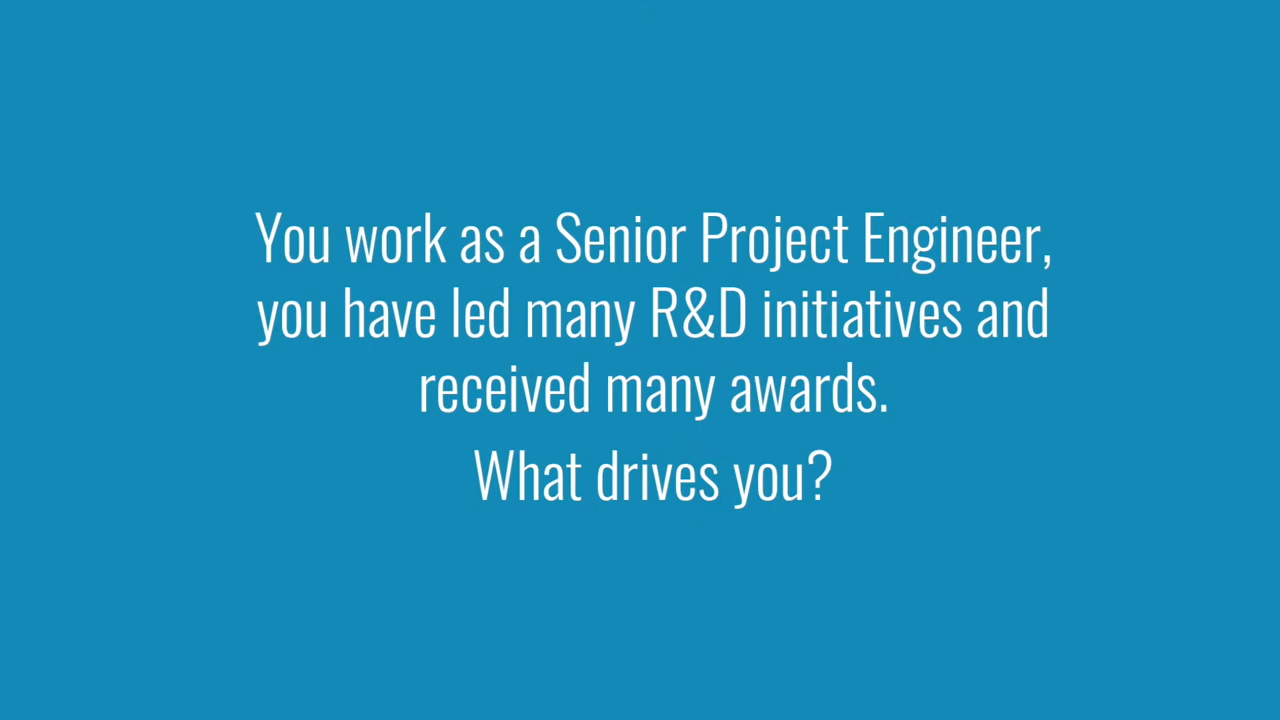 You work as a Senior Project Engineer,
you have led many R&D initiatives and
received many awards.
What drives you?